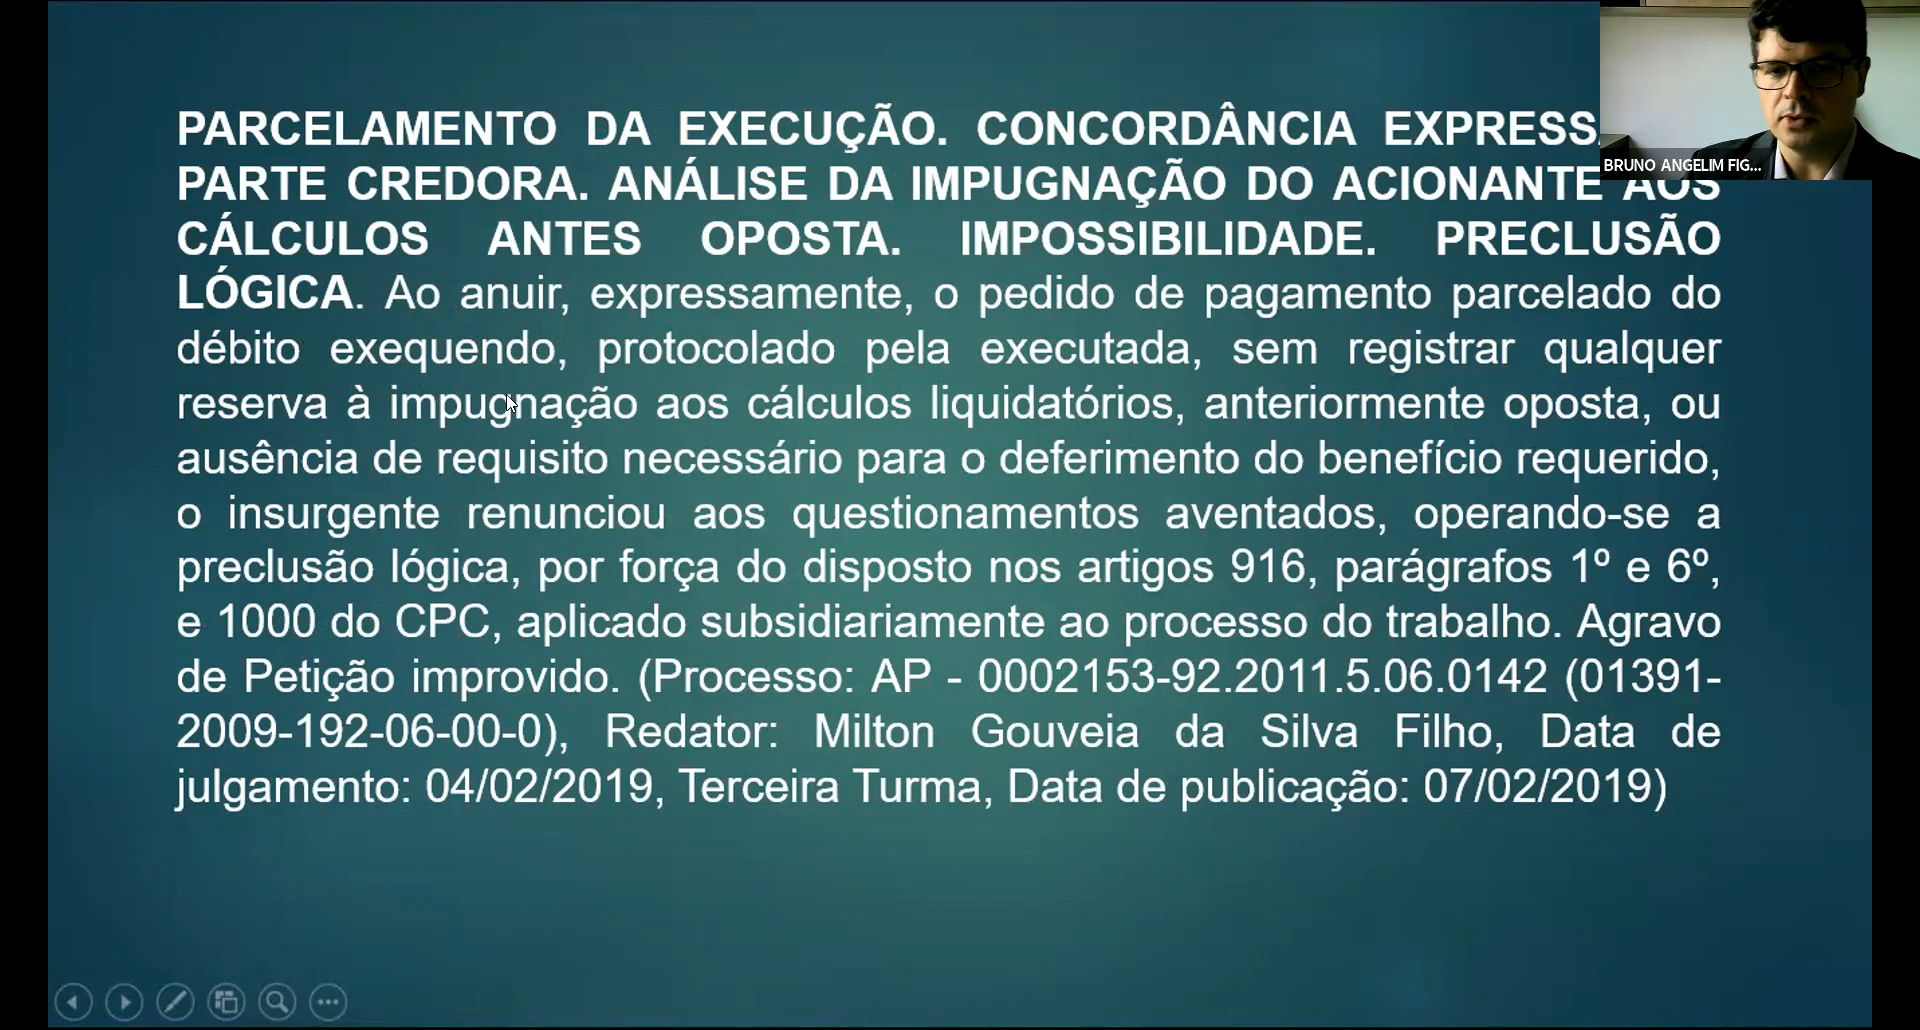 PARCELAMENTO DA EXECUÇÃO. CONCORDÂNCIA
PARTE CREDORA. ANÁLISE DA IMPUGNAÇÃO DO ACIONANTE AOS
CÁLCULOS ANTES OPOSTA. IMPOSSIBILIDADE. PRECLUSÃO
LÓGICA. Ao anuir, expressamente, o pedido de pagamento parcelado do
débito exequendo, protocolado pela executada, sem registrar qualquer
reserva à impugnação aos cálculos liquidatórios, anteriormente oposta, ou
ausência de requisito necessário para o deferimento do benefício requerido,
o insurgente renunciou aos questionamentos aventados, operando-se a
preclusão lógica, por força do disposto nos artigos 916, parágrafos 1º e 6º,
e 1000 do CPC, aplicado subsidiariamente ao processo do trabalho. Agravo
de Petição improvido. (Processo: AP - 0002153-92.2011.5.06.0142 (01391-
2009-192-06-00-0), Redator: Milton Gouveia da Silva Filho, Data de
julgamento: 04/02/2019, Terceira Turma, Data de publicação: 07/02/2019)
BRUNO ANGELIM FIG...